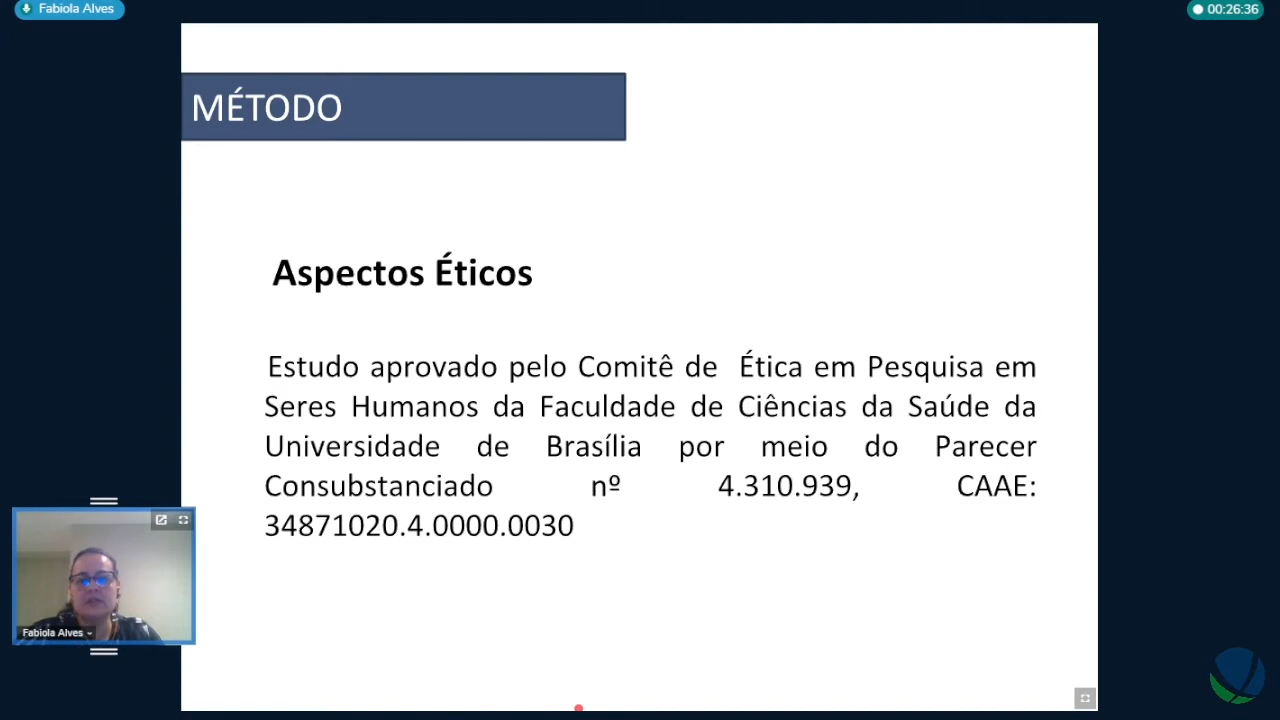 Fabiola Alves
00:26:36
MÉTODO
Aspectos Éticos
Estudo aprovado pelo Comitê de Ética em Pesquisa em
Seres Humanos da Faculdade de Ciências da Saúde da
Universidade de Brasília por meio do Parecer
Consubstanciado nº 4.310.939, CAAE:
34871020.4.0000.0030
Fabiola Alves